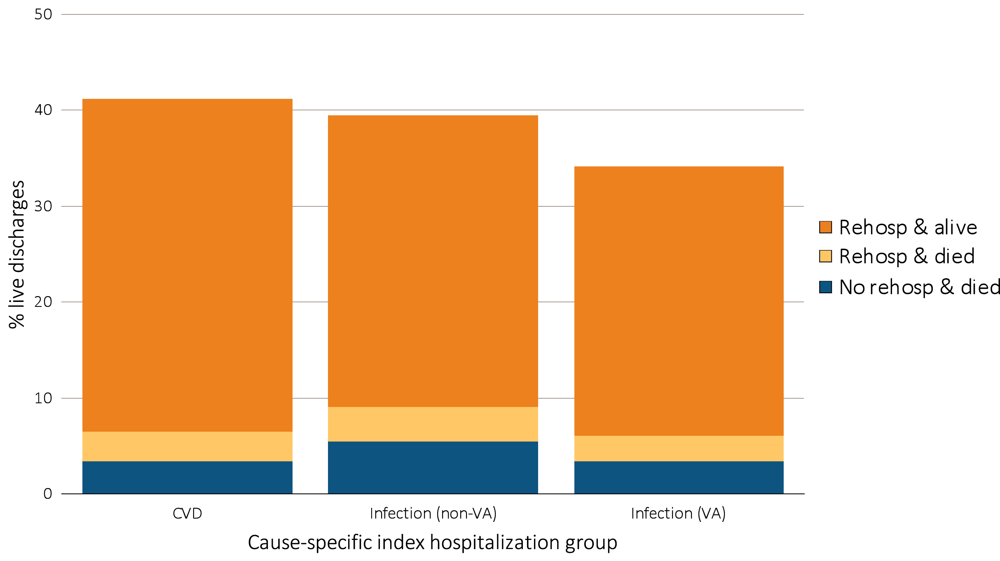 50
40
30
20
10
0
% live discharges
CVD
Infection (non-VA)
Infection (VA)
Cause-specific index hospitalization group
Rehosp & alive
Rehosp & died
No rehosp & died